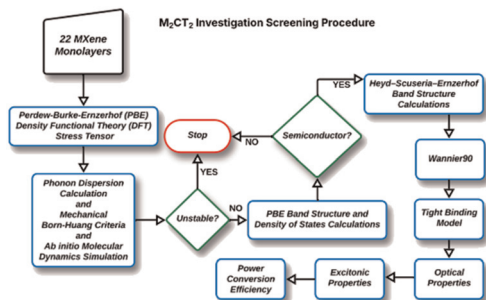 M₂CT₂ Investigation Screening Procedure
22 MXene
Monolayers
Perdew-Burke-Ernzerhof (PBE)
Density Functional Theory (DFT)
Stress Tensor
Phonon Dispersion
Calculation
and
Mechanical
Born-Huang Criteria
and
Ab initio Molecular
Dynamics Simulation
Unstable?
YES
Stop
NO
PBE Band Structure and
Density of States Calculations
Semiconductor?
NO
YES
Heyd–Scuseria–Ernzerhof
Band Structure
Calculations
Wannier90
Tight Binding
Model
Optical
Properties
Excitonic
Properties
Power
Conversion
Efficiency